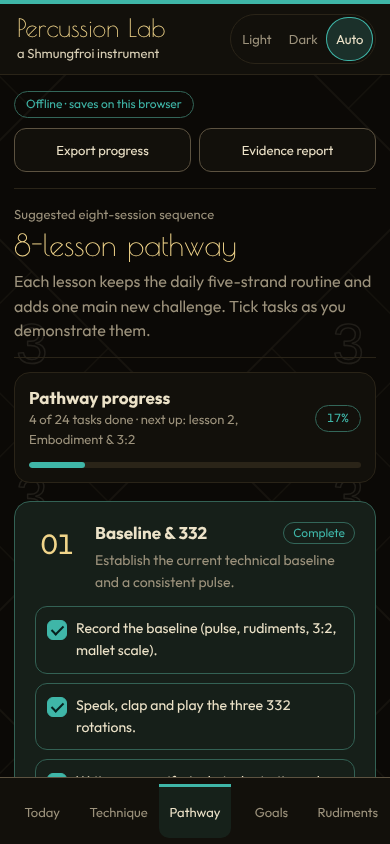 Percussion Lab
a Shmungfroi instrument
Light Dark Auto
Offline · saves on this browser
Export progress Evidence report
Suggested eight-session sequence
8-lesson pathway
Each lesson keeps the daily five-strand routine and
adds one main new challenge. Tick tasks as you
demonstrate them.
3 3
Pathway progress
4 of 24 tasks done · next up: lesson 2,
Embodiment & 3:2
17%
01 Baseline & 332 Complete
Establish the current technical baseline
and a consistent pulse.
Record the baseline (pulse, rudiments, 3:2,
mallet scale).
Speak, clap and play the three 332
rotations.
Today Technique Pathway Goals Rudiments